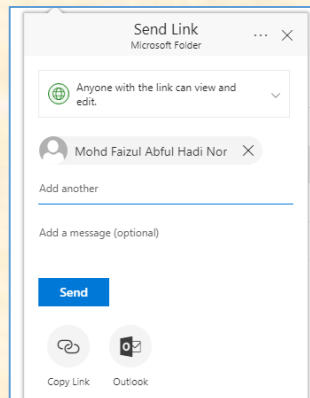 Send Link
Microsoft Folder
Anyone with the link can view and
edit.
Mohd Faizul Abful Hadi Nor
Add another
Add a message (optional)
Send
Copy Link
Outlook